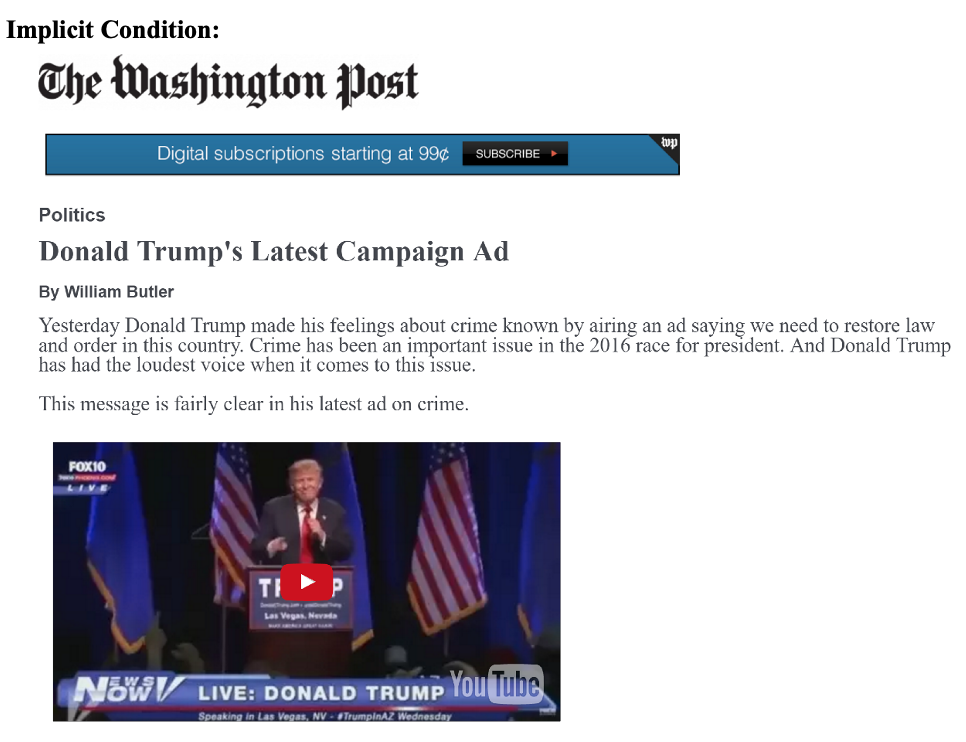 Implicit Condition:
The Washington Post
Digital subscriptions starting at 99¢ SUBSCRIBE
wp
Politics
Donald Trump's Latest Campaign Ad
By William Butler
Yesterday Donald Trump made his feelings about crime known by airing an ad saying we need to restore law
and order in this country. Crime has been an important issue in the 2016 race for president. And Donald Trump
has had the loudest voice when it comes to this issue.
This message is fairly clear in his latest ad on crime.
FOX10
LIVE
TRUMP
Las Vegas, Nevada
NEWS NOW
LIVE: DONALD TRUMP
YouTube
Speaking in Las Vegas, NV - #TrumpInAZ Wednesday